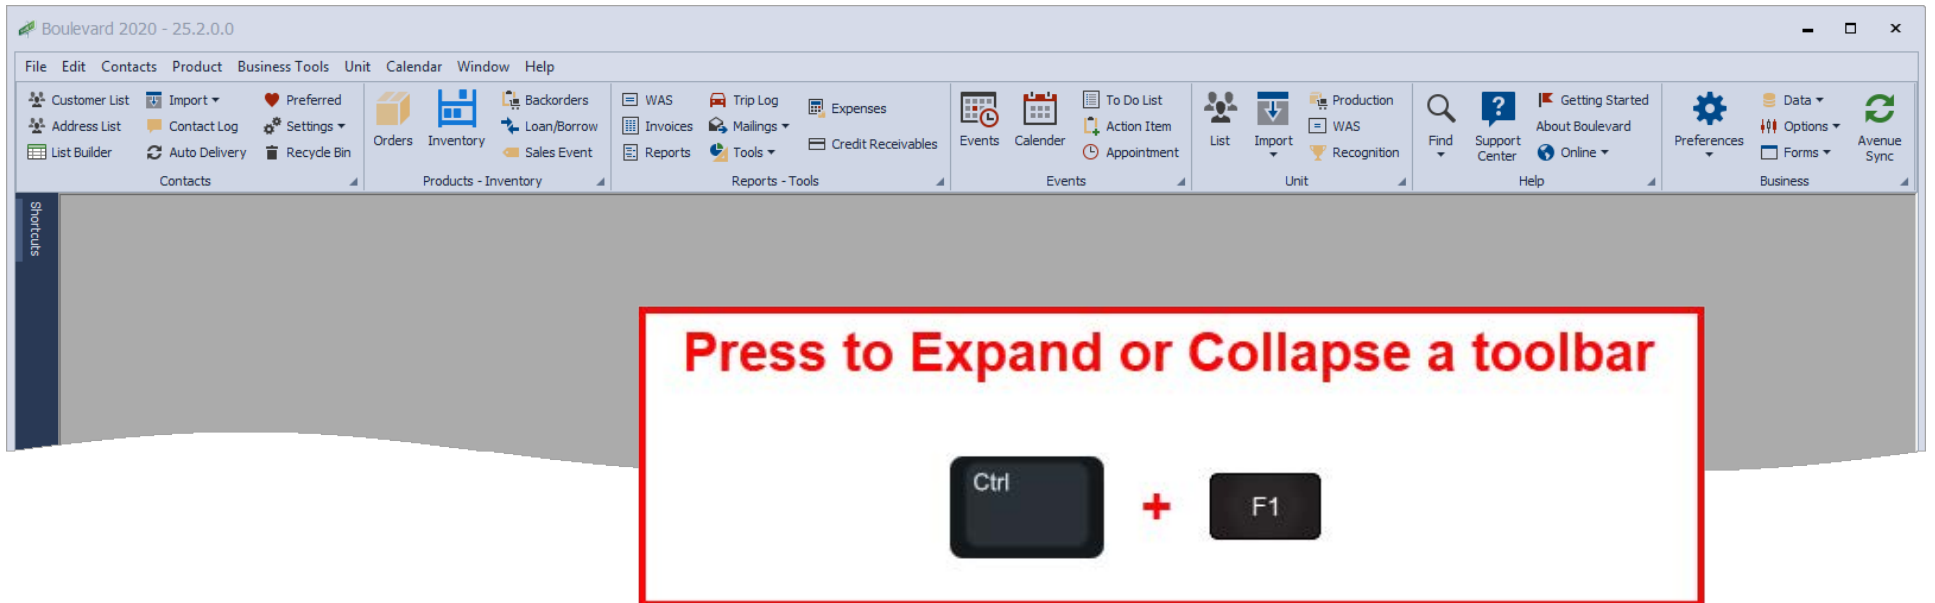 Boulevard 2020 - 25.2.0.0
File Edit Contacts Product Business Tools Unit Calendar Window Help
Customer List Import Preferred
Address List Contact Log Settings
List Builder Auto Delivery Recycle Bin
Contacts
Orders Inventory
Backorders
Loan/Borrow
Sales Event
Products - Inventory
WAS Trip Log Expenses
Invoices Mailings
Reports Tools Credit Receivables
Reports - Tools
Events Calender
To Do List
Action Item
Appointment
Events
List Import
Production
WAS
Recognition
Unit
Find Support
Center
Getting Started
About Boulevard
Online
Help
Preferences
Data
Options
Forms
Avenue
Sync
Business
Shortcuts
Press to Expand or Collapse a toolbar
Ctrl + F1